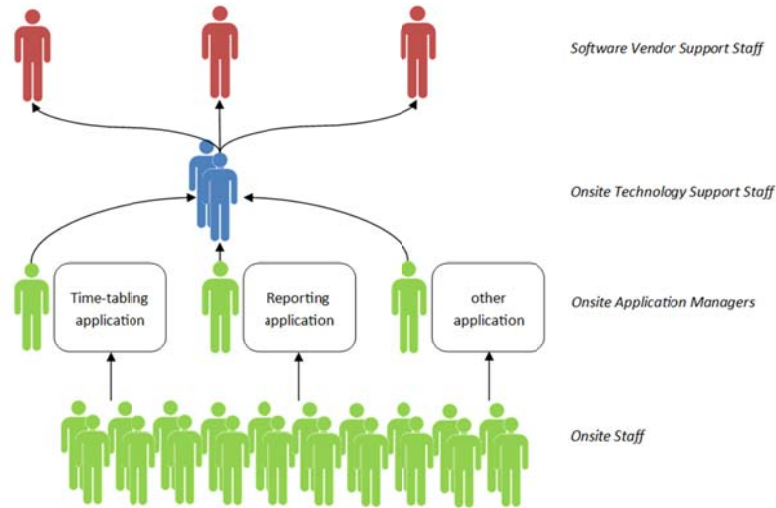 Software Vendor Support Staff
Onsite Technology Support Staff
Time-tabling
application
Reporting
application
other
application
Onsite Application Managers
Onsite Staff